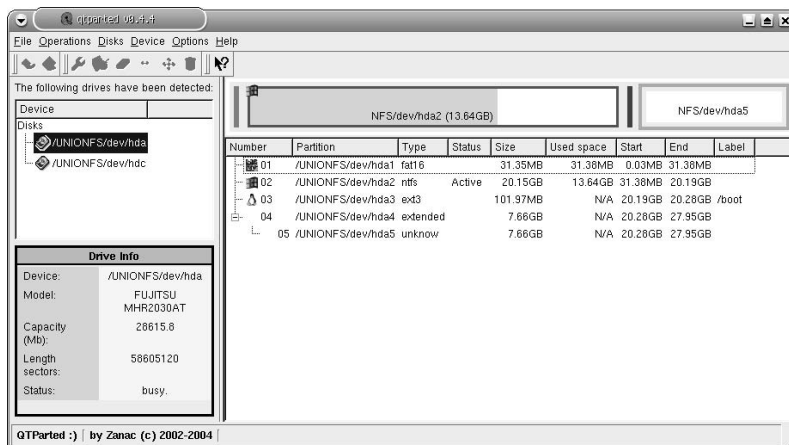 qtparted v0.4.4
File Operations Disks Device Options Help
The following drives have been detected:
Device
Disks
/UNIONFS/dev/hda
/UNIONFS/dev/hdc
Drive Info
Device: /UNIONFS/dev/hda
Model: FUJITSU
MHR2030AT
Capacity 28615.8
(Mb):
Length 58605120
sectors:
Status: busy.
NFS/dev/hda2 (13.64GB)
NFS/dev/hda5
Number Partition Type Status Size Used space Start End Label
01 /UNIONFS/dev/hda1 fat16 31.35MB 31.38MB 0.03MB 31.38MB
02 /UNIONFS/dev/hda2 ntfs Active 20.15GB 13.64GB 31.38MB 20.19GB
03 /UNIONFS/dev/hda3 ext3 101.97MB N/A 20.19GB 20.28GB /boot
04 /UNIONFS/dev/hda4 extended 7.66GB N/A 20.28GB 27.95GB
05 /UNIONFS/dev/hda5 unknow 7.66GB N/A 20.28GB 27.95GB
QTParted :) by Zanac (c) 2002-2004